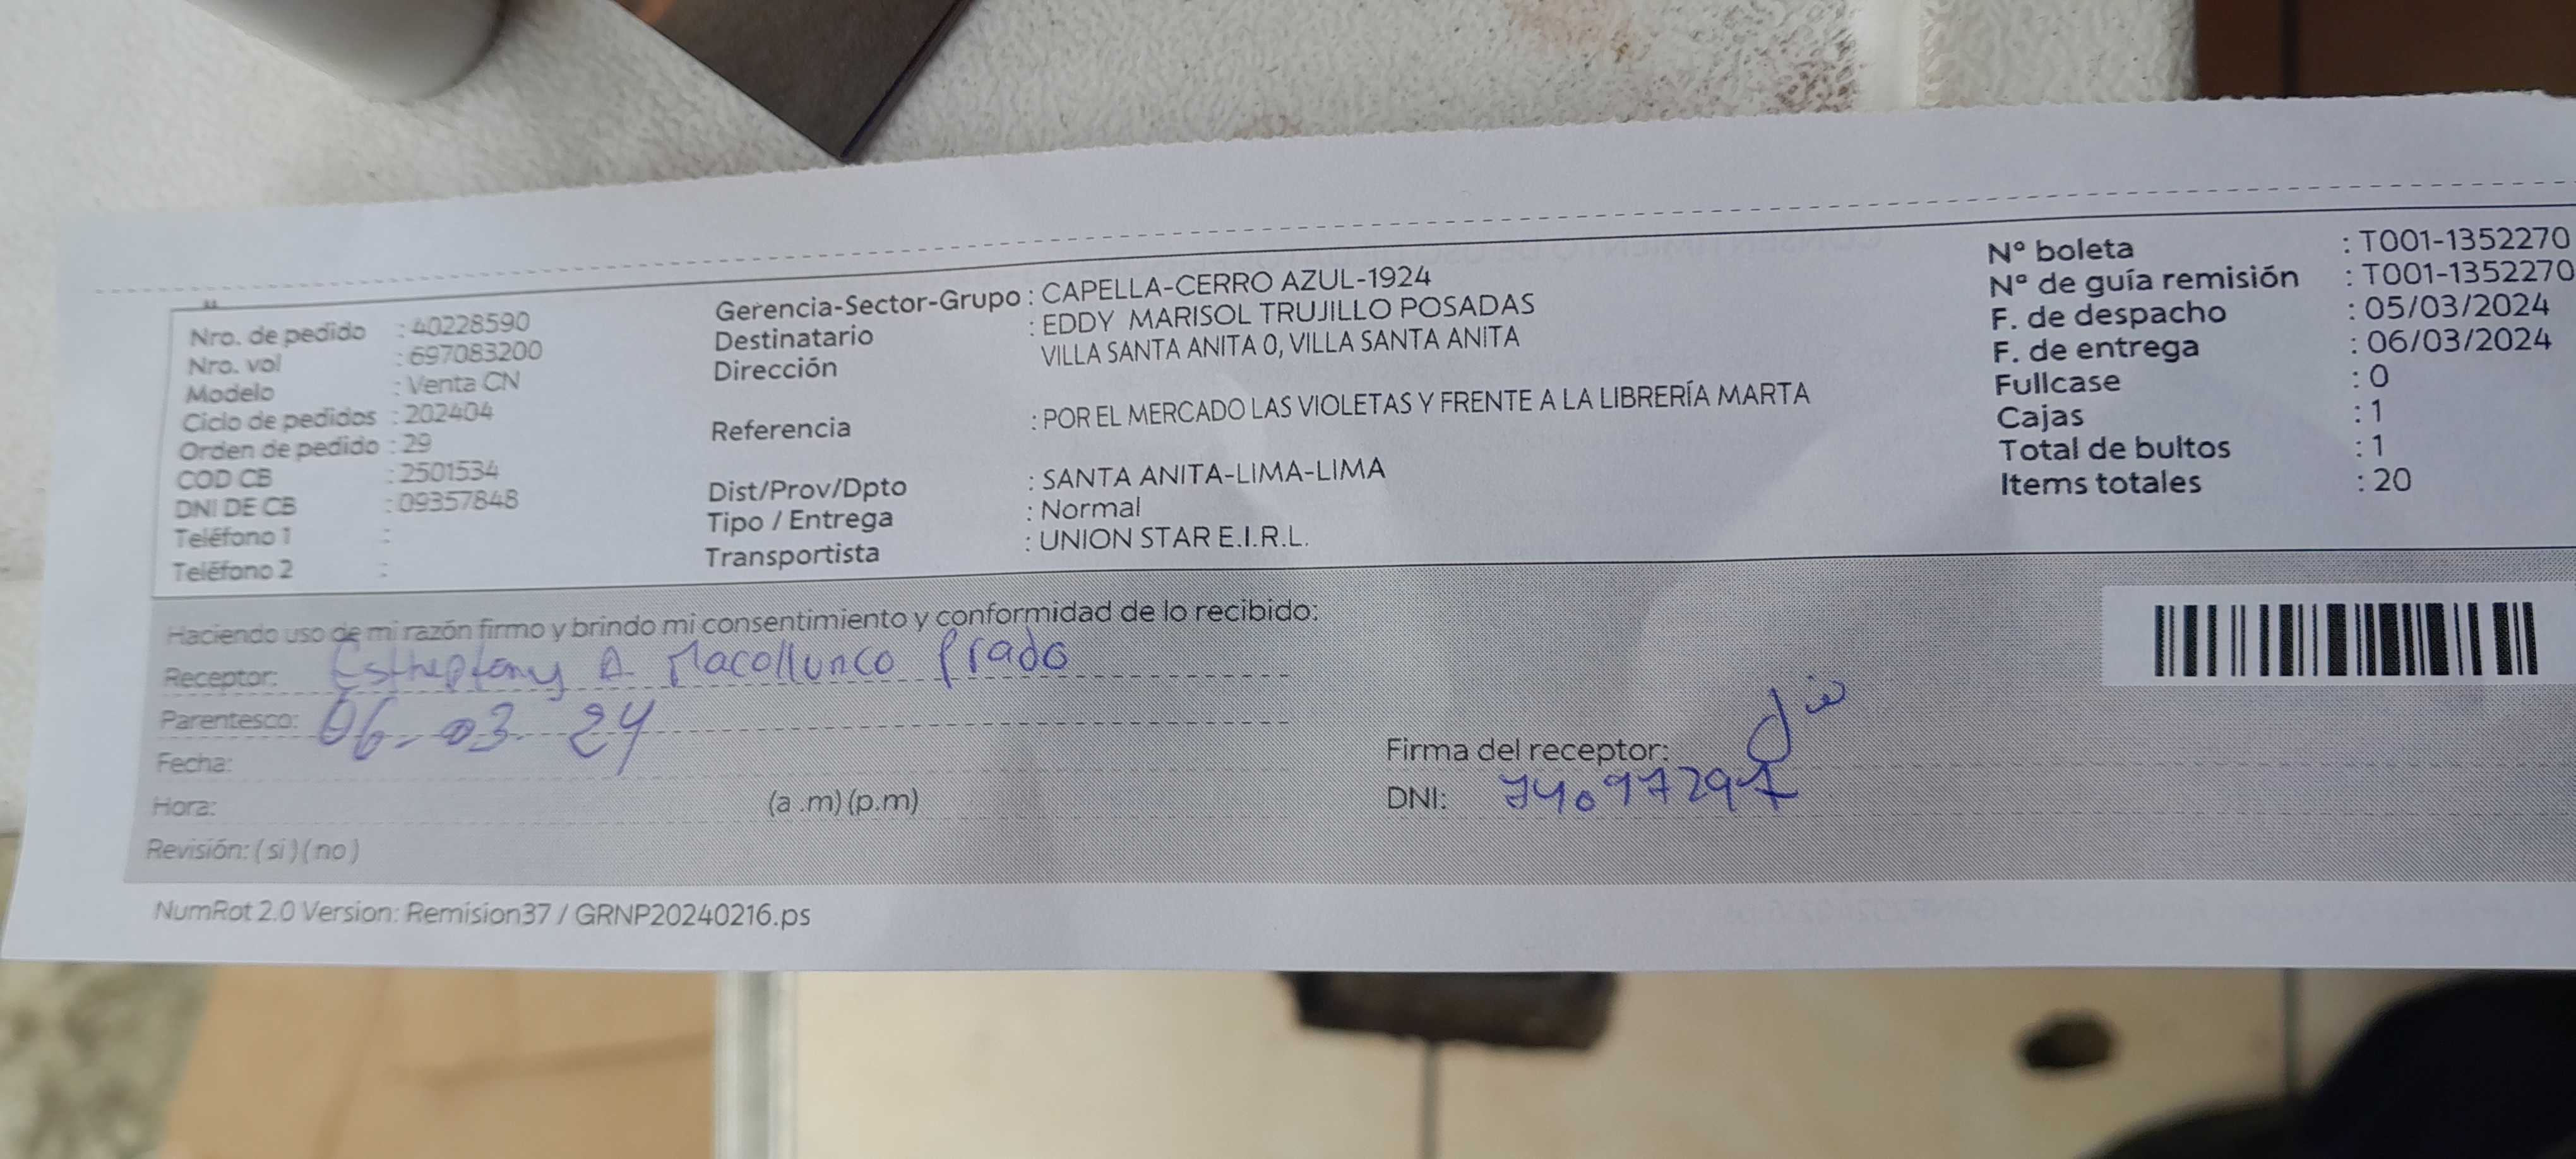 Nro. de pedido : 40228590
Nro. vol : 697083200
Modelo : Venta CN
Ciclo de pedidos : 202404
Orden de pedido : 29
COD CB : 2501534
DNI DE CB : 09357848
Teléfono 1 :
Teléfono 2 :
Gerencia-Sector-Grupo : CAPELLA-CERRO AZUL-1924
Destinatario : EDDY MARISOL TRUJILLO POSADAS
Dirección VILLA SANTA ANITA 0, VILLA SANTA ANITA
Referencia : POR EL MERCADO LAS VIOLETAS Y FRENTE A LA LIBRERÍA MARTA
Dist/Prov/Dpto : SANTA ANITA-LIMA-LIMA
Tipo / Entrega : Normal
Transportista : UNION STAR E.I.R.L.
Nº boleta : T001-1352270
Nº de guía remisión : T001-1352270
F. de despacho : 05/03/2024
F. de entrega : 06/03/2024
Fullcase : 0
Cajas : 1
Total de bultos : 1
Items totales : 20
Haciendo uso de mi razón firmo y brindo mi consentimiento y conformidad de lo recibido:
Receptor: A. Macollunco Prado
Parentesco: 06-03-24
Fecha:
Hora: (a .m) (p.m)
Revisión: ( si ) ( no )
Firma del receptor:
DNI: 74097297
NumRot 2.0 Version: Remision37 / GRNP20240216.ps